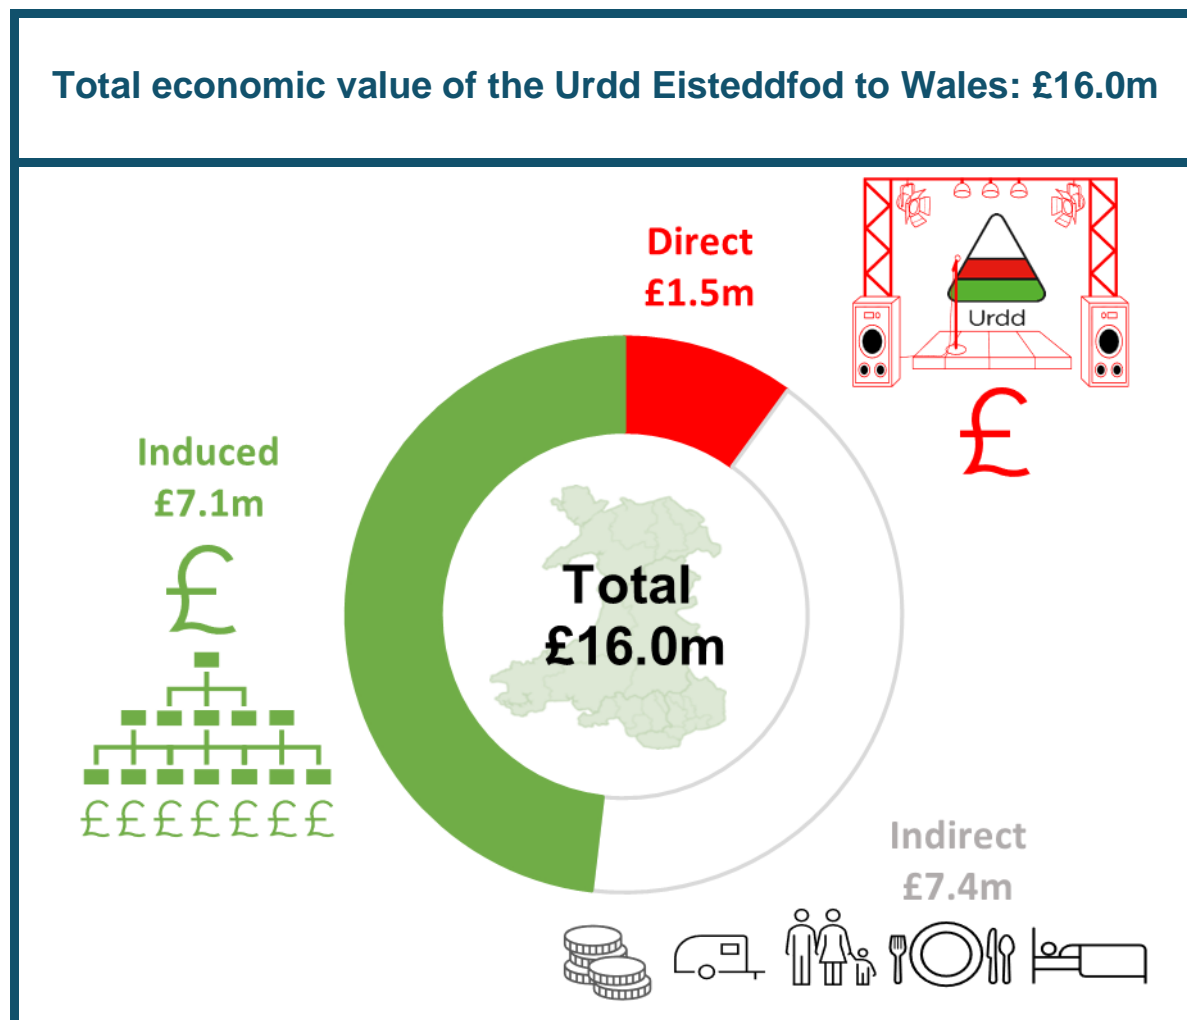 Total economic value of the Urdd Eisteddfod to Wales: £16.0m
Direct
£1.5m
Urdd
£
Induced
£7.1m
£
£££££££
Total
£16.0m
Indirect
£7.4m